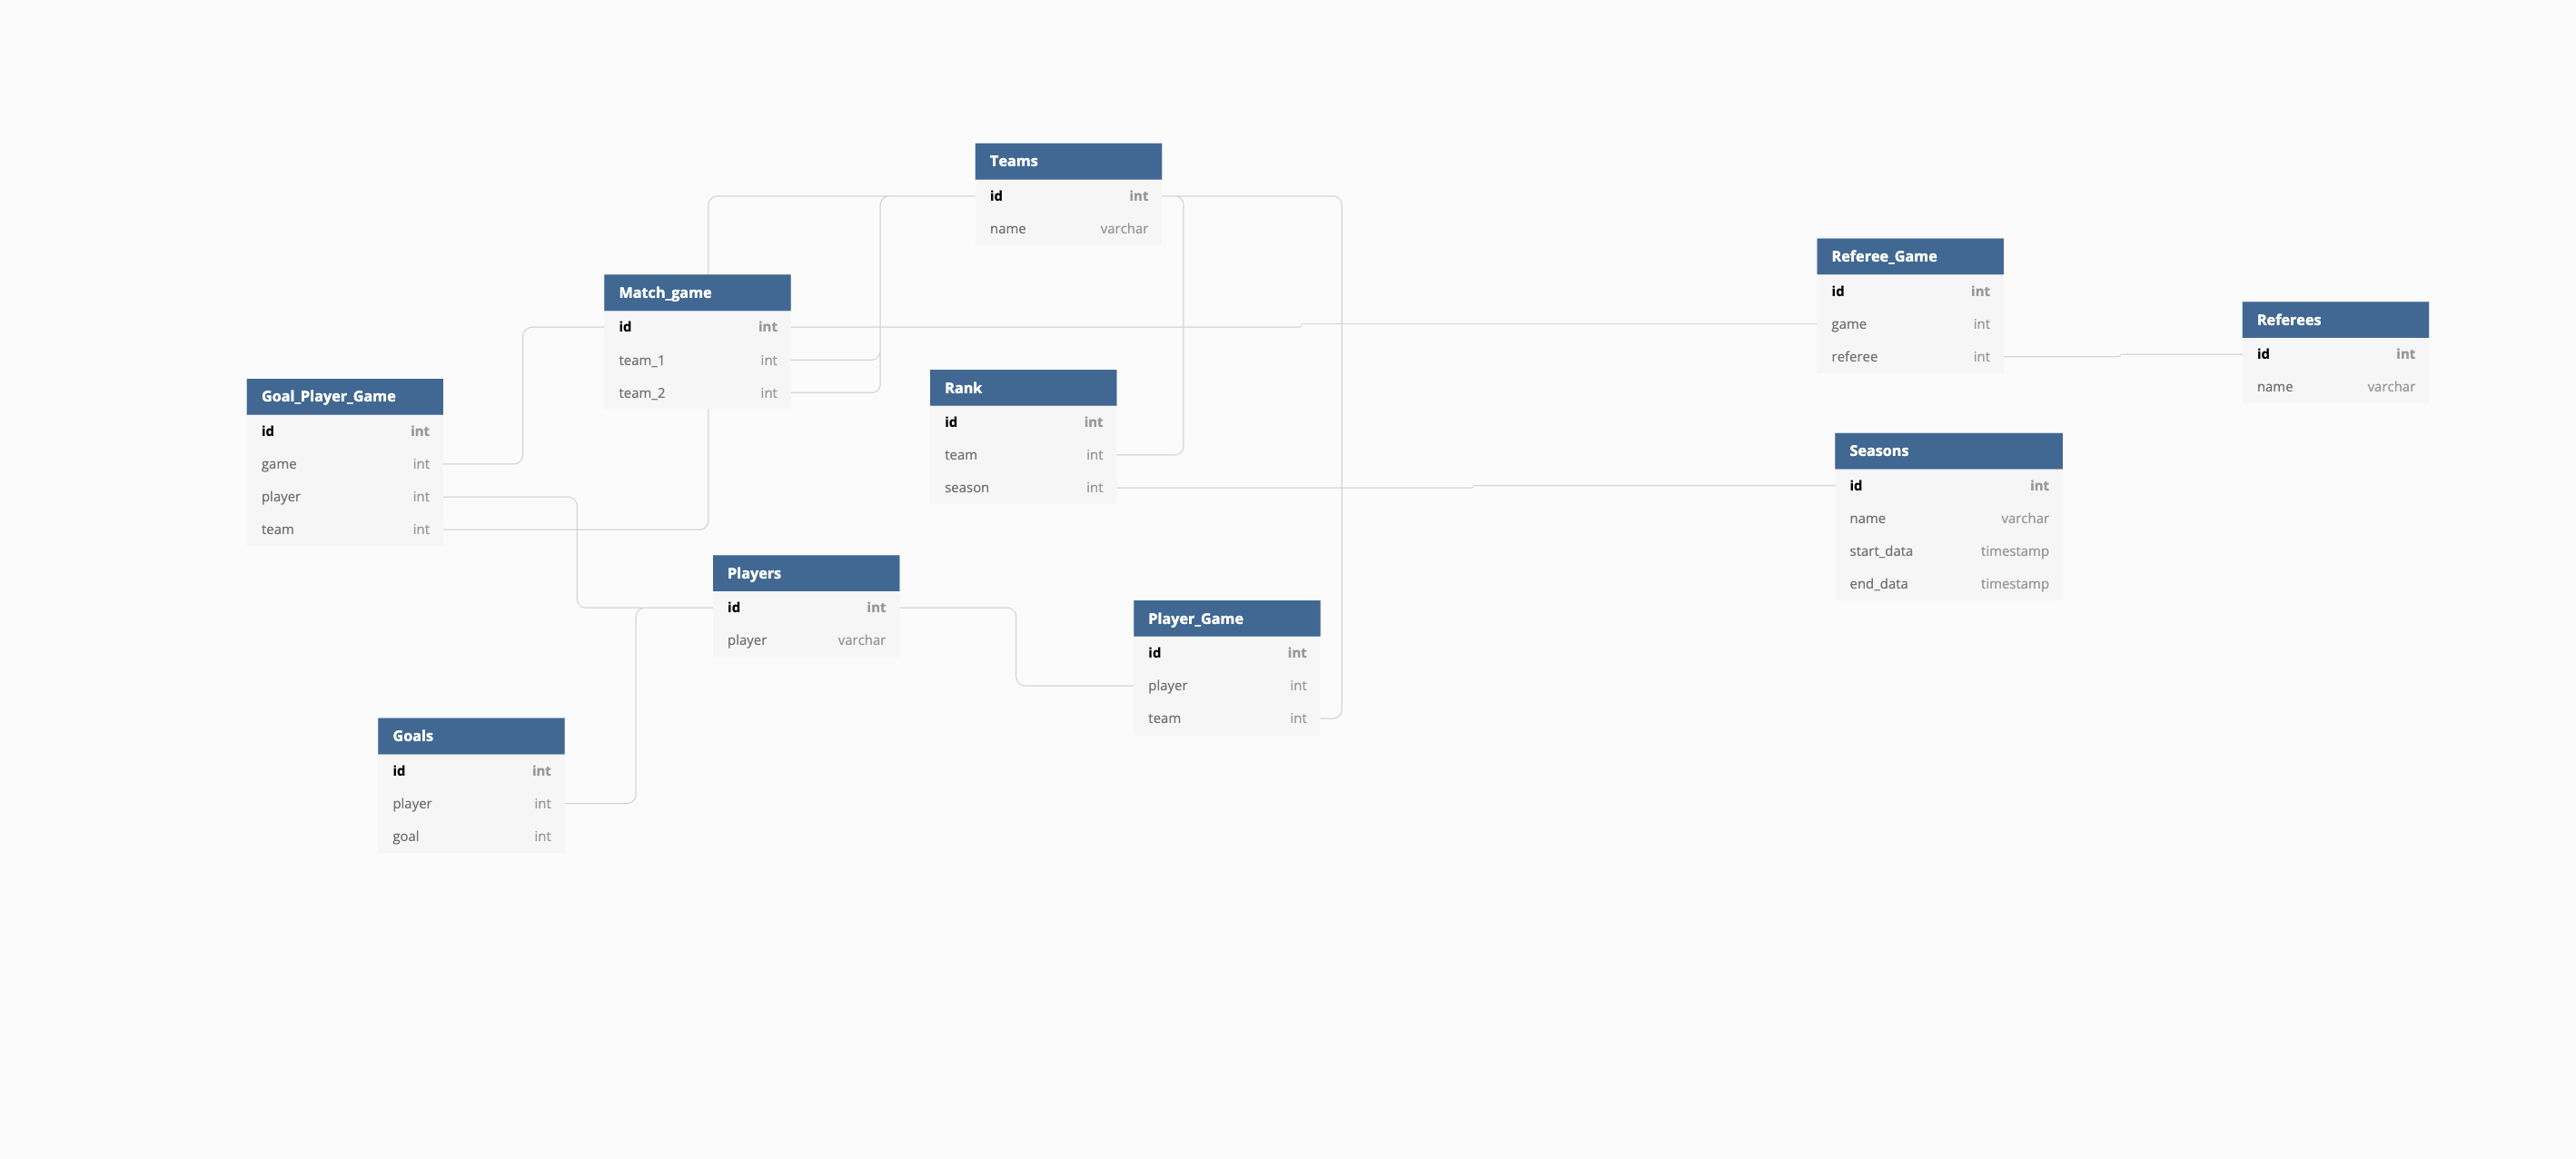 Teams
id int
name varchar
Match_game
id int
team_1 int
team_2 int
Goal_Player_Game
id int
game int
player int
team int
Rank
id int
team int
season int
Players
id int
player varchar
Player_Game
id int
player int
team int
Goals
id int
player int
goal int
Referee_Game
id int
game int
referee int
Referees
id int
name varchar
Seasons
id int
name varchar
start_data timestamp
end_data timestamp